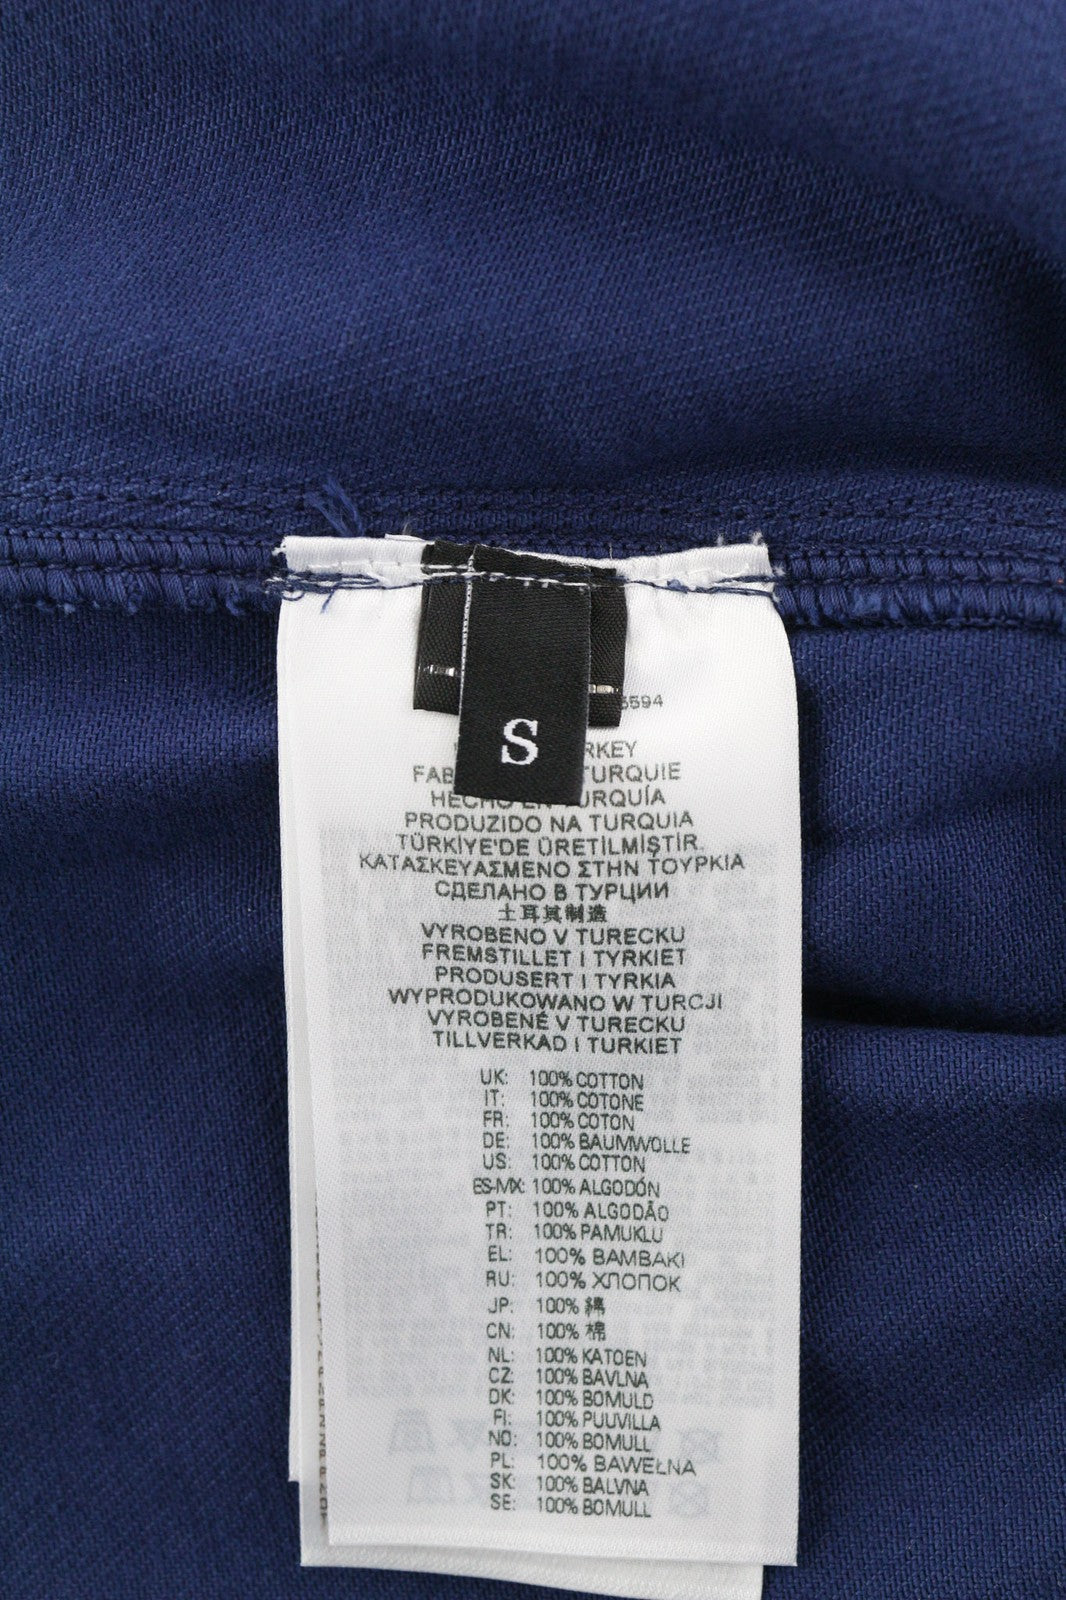 5594
S
RKEY
FAB TURQUIE
HECHO EN TURQUÍA
PRODUZIDO NA TURQUIA
TÜRKİYE'DE ÜRETİLMİŞTİR.
ΚΑΤΑΣΚΕΥΑΣΜΕΝΟ ΣΤΗΝ ΤΟΥΡΚΙΑ
СДЕЛАНО В ТУРЦИИ
土耳其制造
VYROBENO V TURECKU
FREMSTILLET I TYRKIET
PRODUSERT I TYRKIA
WYPRODUKOWANO W TURCJI
VYROBENÉ V TURECKU
TILLVERKAD I TURKIET
UK: 100% COTTON
IT: 100% COTONE
FR: 100% COTON
DE: 100% BAUMWOLLE
US: 100% COTTON
ES-MX: 100% ALGODÓN
PT: 100% ALGODÃO
TR: 100% PAMUKLU
EL: 100% ΒΑΜΒΑΚΙ
RU: 100% ХЛОПОК
JP: 100% 綿
CN: 100% 棉
NL: 100% KATOEN
CZ: 100% BAVLNA
DK: 100% BOMULD
FI: 100% PUUVILLA
NO: 100% BOMULL
PL: 100% BAWEŁNA
SK: 100% BALVNA
SE: 100% BOMULL